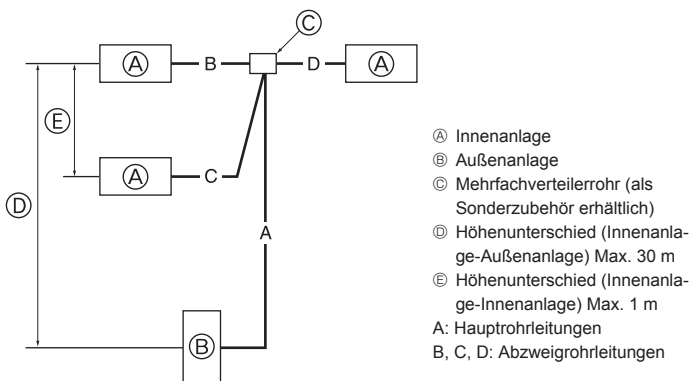 Ⓒ
Ⓐ B D Ⓐ
Ⓔ
Ⓐ C
Ⓓ
A
Ⓑ
Ⓐ Innenanlage
Ⓑ Außenanlage
Ⓒ Mehrfachverteilerrohr (als
Sonderzubehör erhältlich)
Ⓓ Höhenunterschied (Innenanla-
ge-Außenanlage) Max. 30 m
Ⓔ Höhenunterschied (Innenanla-
ge-Innenanlage) Max. 1 m
A: Hauptrohrleitungen
B, C, D: Abzweigrohrleitungen